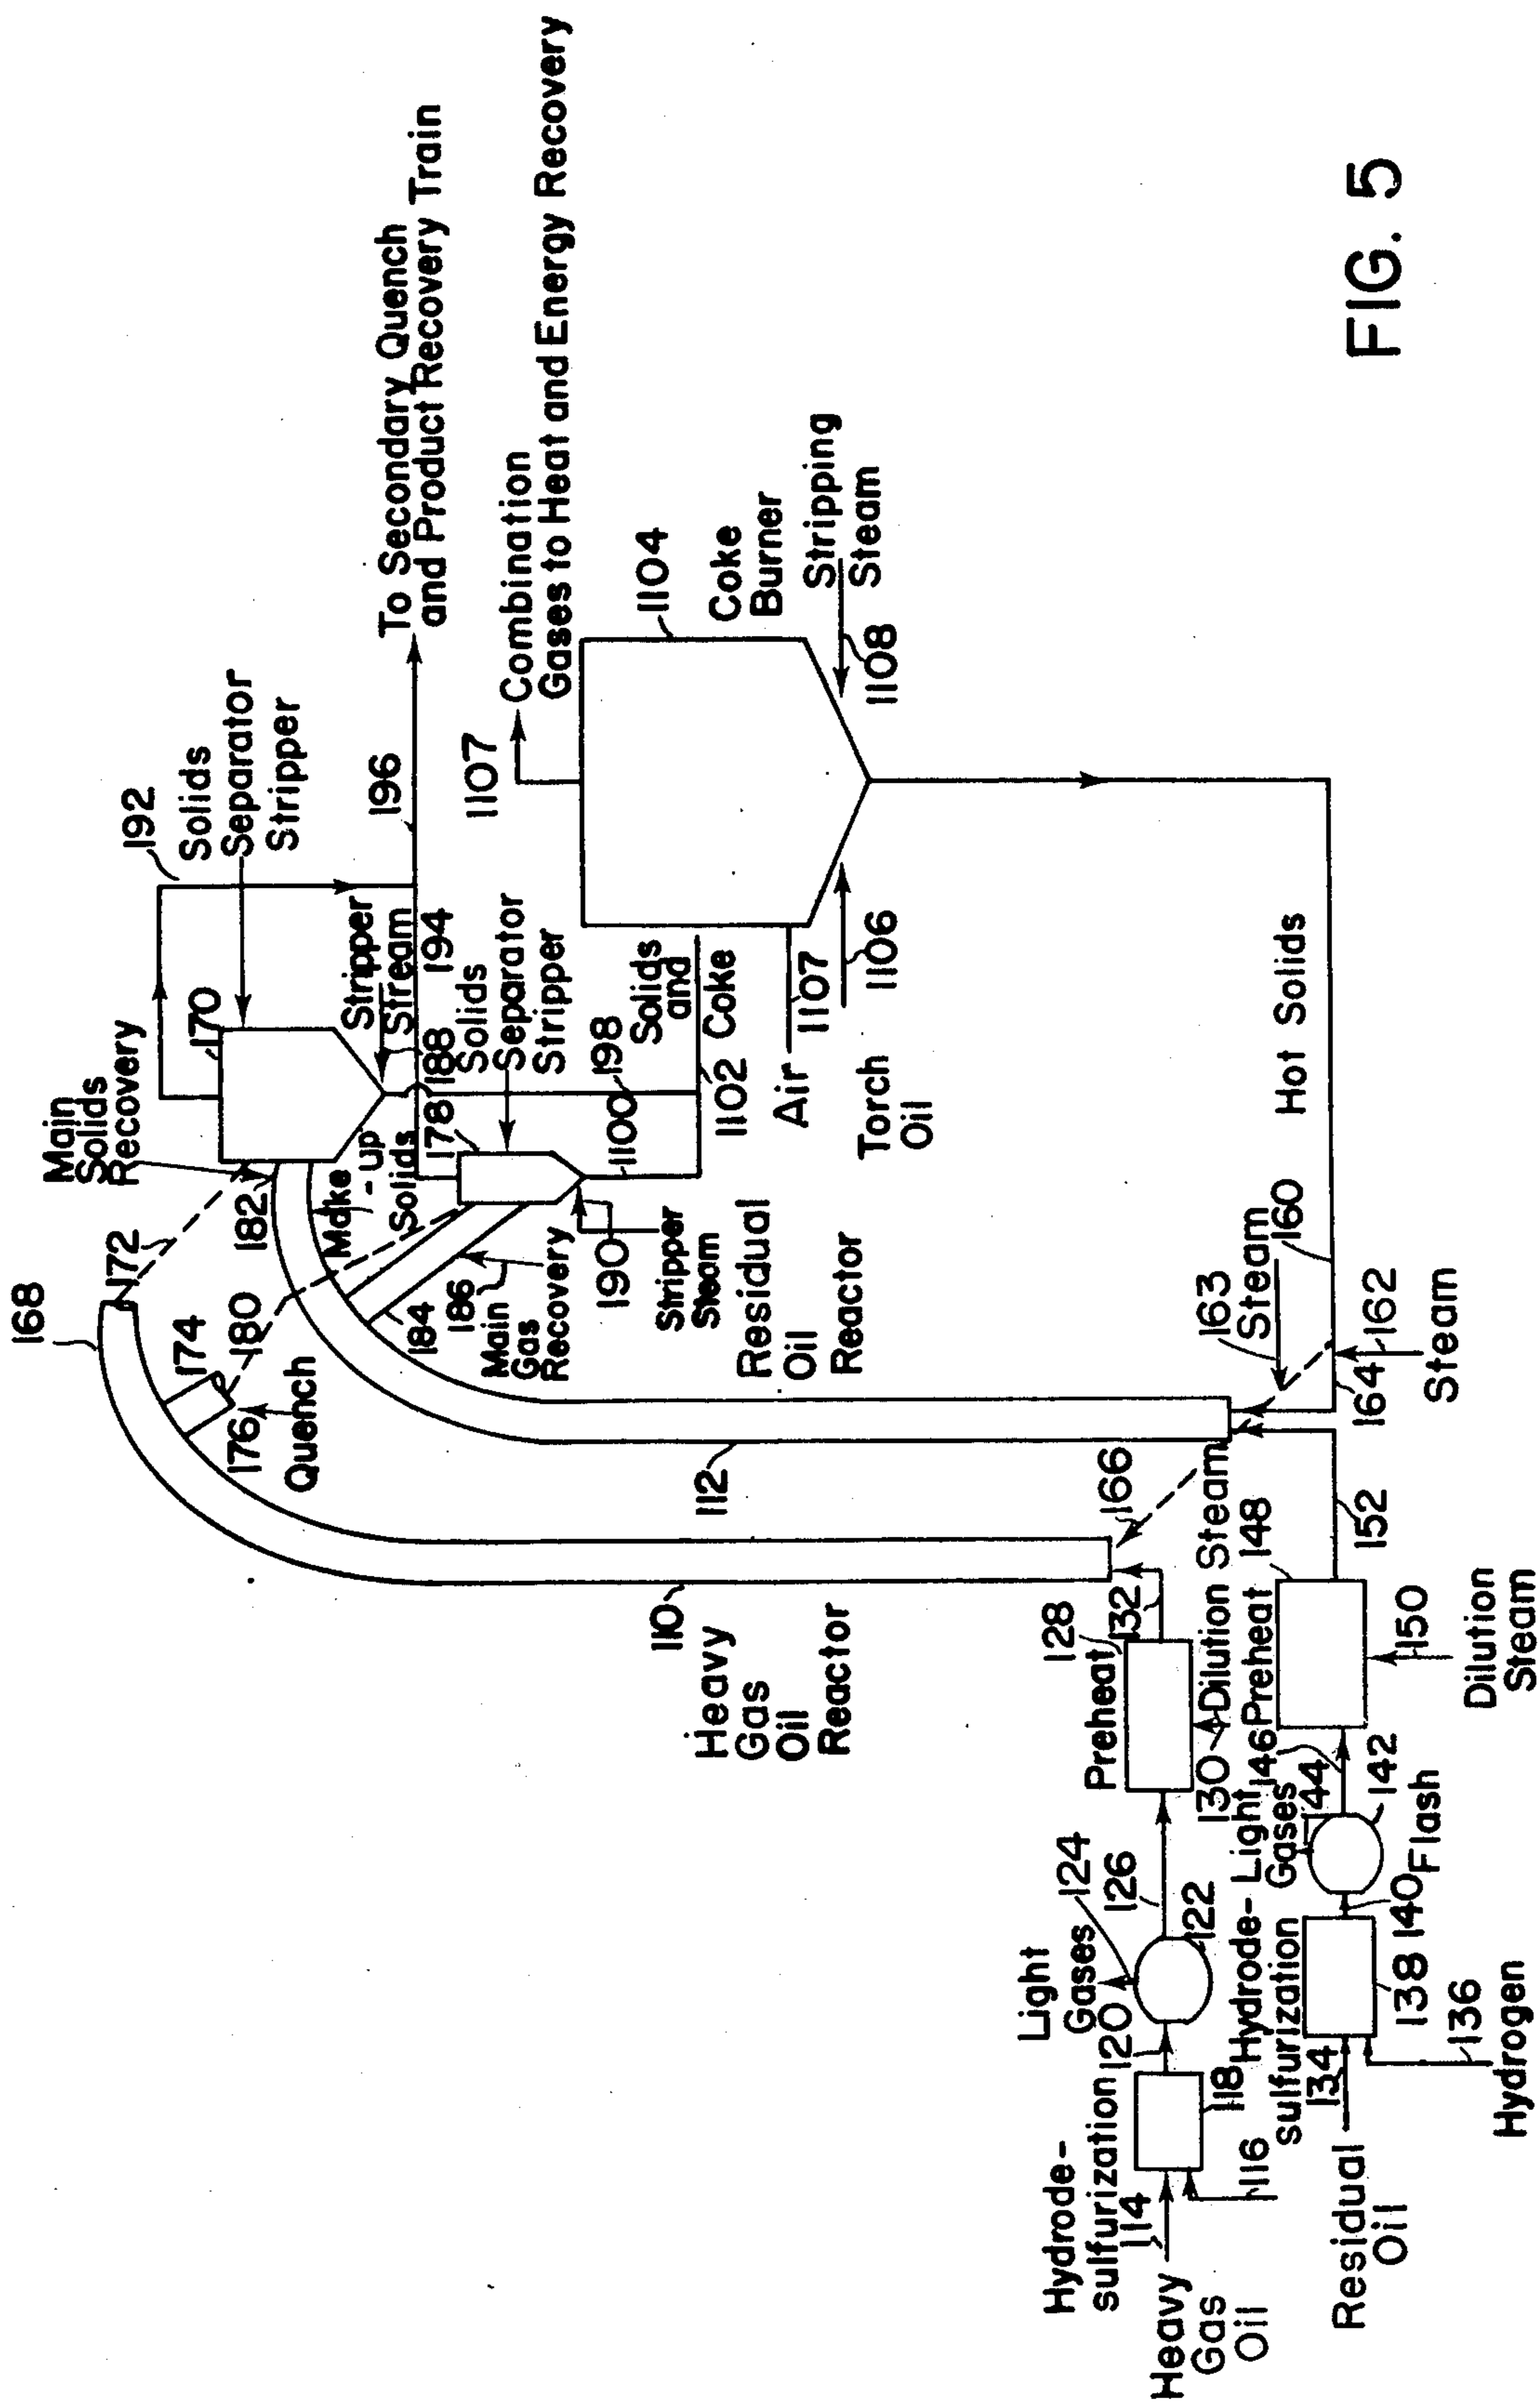 168
172
Main
Solids
Recovery
170
192
Solids
Separator
Stripper
174
176
180
Quench
182
Make
-up
Solids
Stripper
Stream
188
194
196
To Secondary Quench
and Product Recovery Train
178
Solids
Separator
Stripper
184
186
Main
Gas
Recovery
190
Stripper
Steam
1100
198
Solids
and
Coke
1102
1107
Combination
Gases to Heat and Energy Recovery
1104
Coke
Burner
Stripping
Steam
1108
Air
1107
Torch
Oil
1106
110
Heavy
Gas
Oil
Reactor
112
Residual
Oil
Reactor
166
163
Steam
160
Hot Solids
164
162
Steam
Hydrode-
sulfurization
114
Heavy
Gas
Oil
116
118
120
Light
Gases
124
122
126
Preheat
128
130
Dilution Steam
132
Hydrode-
sulfurization
134
Residual
Oil
136
Hydrogen
138
140
Light
Gases
144
142
Flash
146
Preheat
148
150
Dilution
Steam
152
FIG. 5